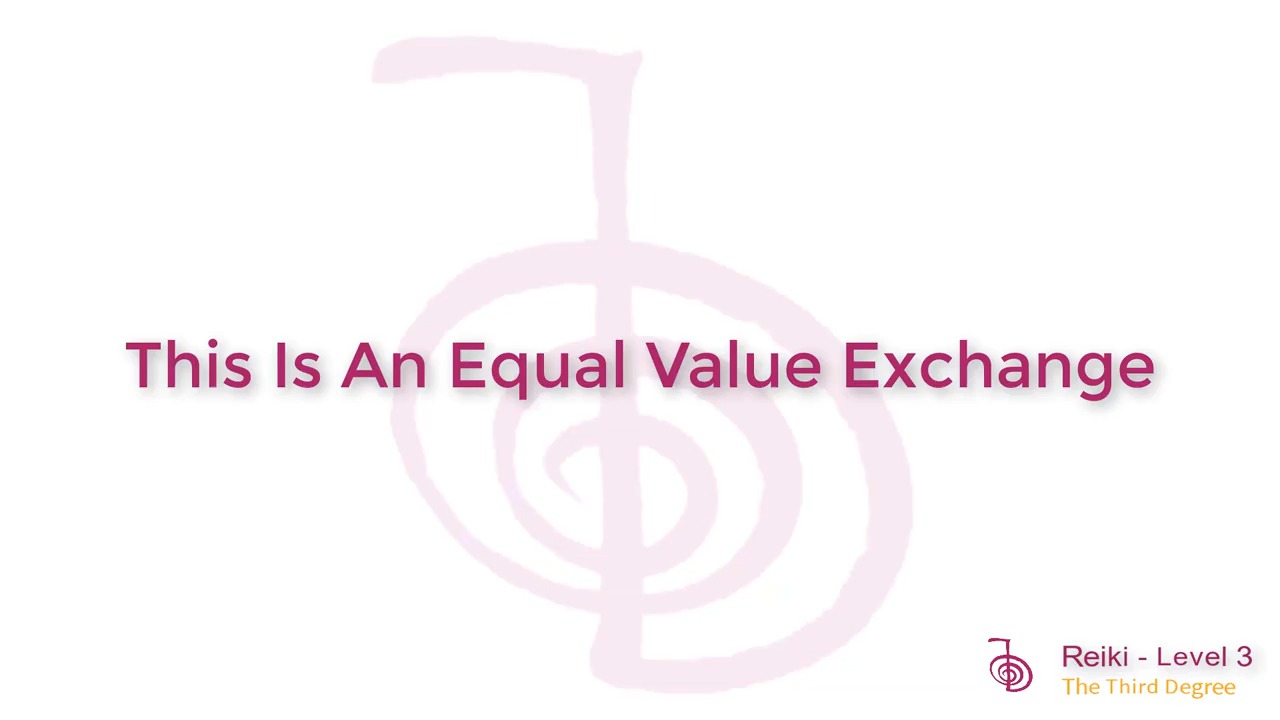 This Is An Equal Value Exchange
Reiki - Level 3
The Third Degree